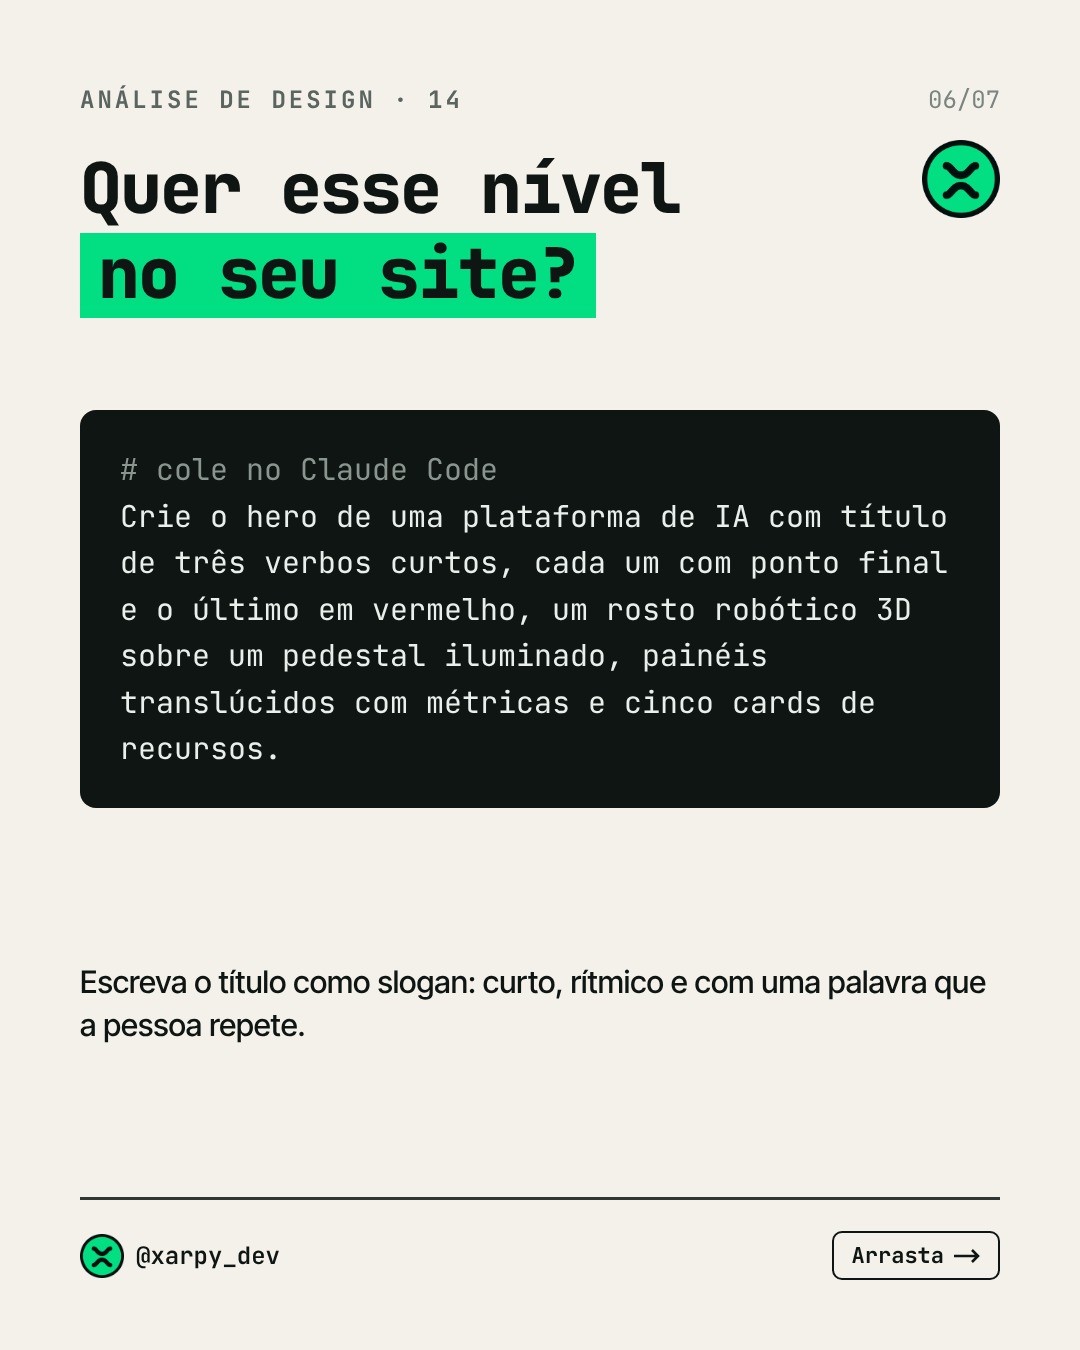 ANÁLISE DE DESIGN · 14
06/07
Quer esse nível
no seu site?
# cole no Claude Code
Crie o hero de uma plataforma de IA com título
de três verbos curtos, cada um com ponto final
e o último em vermelho, um rosto robótico 3D
sobre um pedestal iluminado, painéis
translúcidos com métricas e cinco cards de
recursos.
Escreva o título como slogan: curto, rítmico e com uma palavra que
a pessoa repete.
@xarpy_dev
Arrasta →